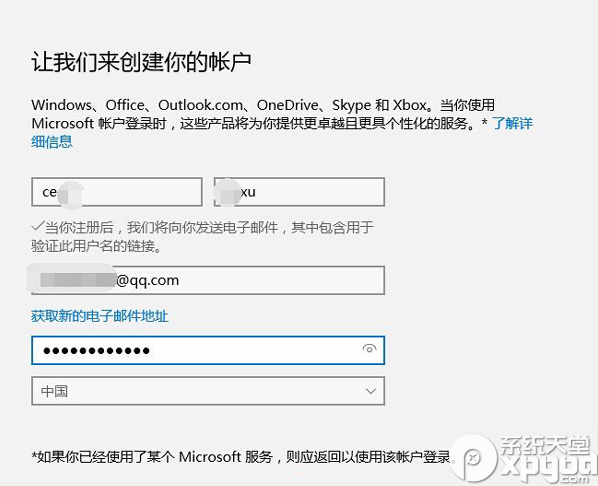 让我们来创建你的帐户
Windows、Office、Outlook.com、OneDrive、Skype 和 Xbox。当你使用
Microsoft 帐户登录时，这些产品将为你提供更卓越且更具个性化的服务。* 了解详
细信息
ce xu
当你注册后，我们将向你发送电子邮件，其中包含用于
验证此用户名的链接。
@qq.com
获取新的电子邮件地址
●●●●●●●●●●●●
中国
*如果你已经使用了某个 Microsoft 服务，则应返回以使用该帐户登录。
系统天堂
xpgod